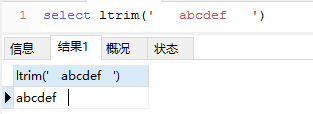 1 select ltrim('   abcdef   ')
信息 结果1 概况 状态
ltrim('   abcdef   ')
abcdef